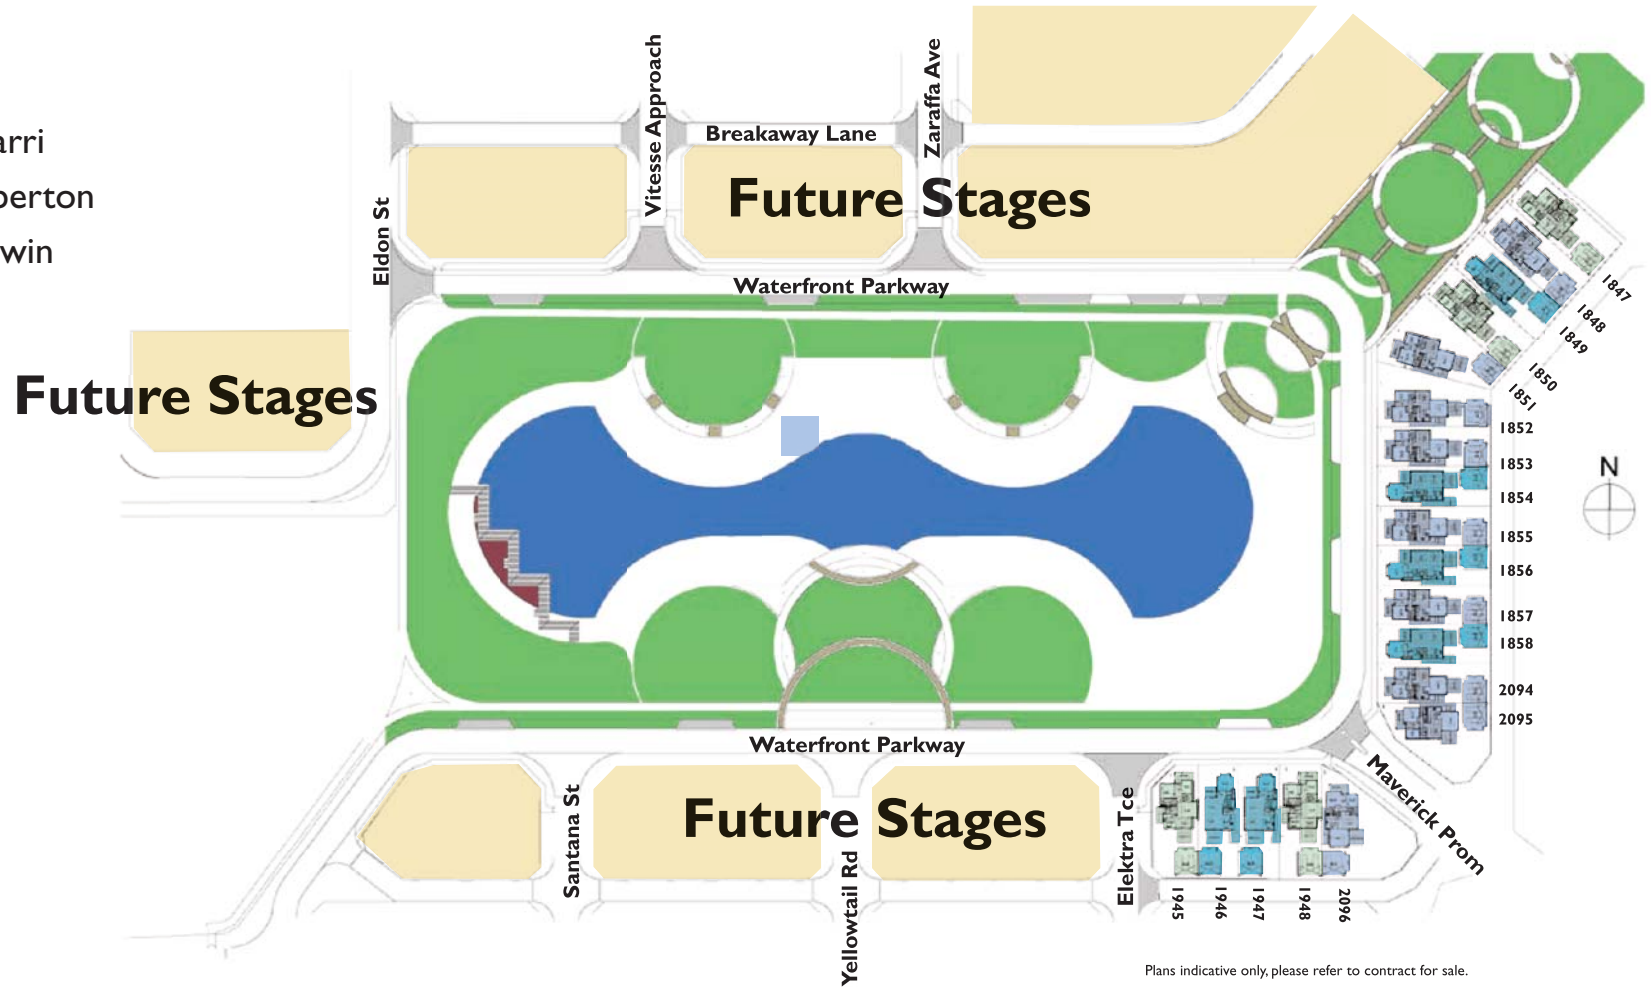 arri
perton
win
Eldon St
Vitesse Approach
Breakaway Lane
Zaraffa Ave
Future Stages
Waterfront Parkway
Future Stages
1847
1848
1849
1850
1851
1852
1853
1854
1855
1856
1857
1858
2094
2095
N
Waterfront Parkway
Maverick Prom
Santana St
Future Stages
Yellowtail Rd
Elektra Tce
1945
1946
1947
1948
2096
Plans indicative only, please refer to contract for sale.